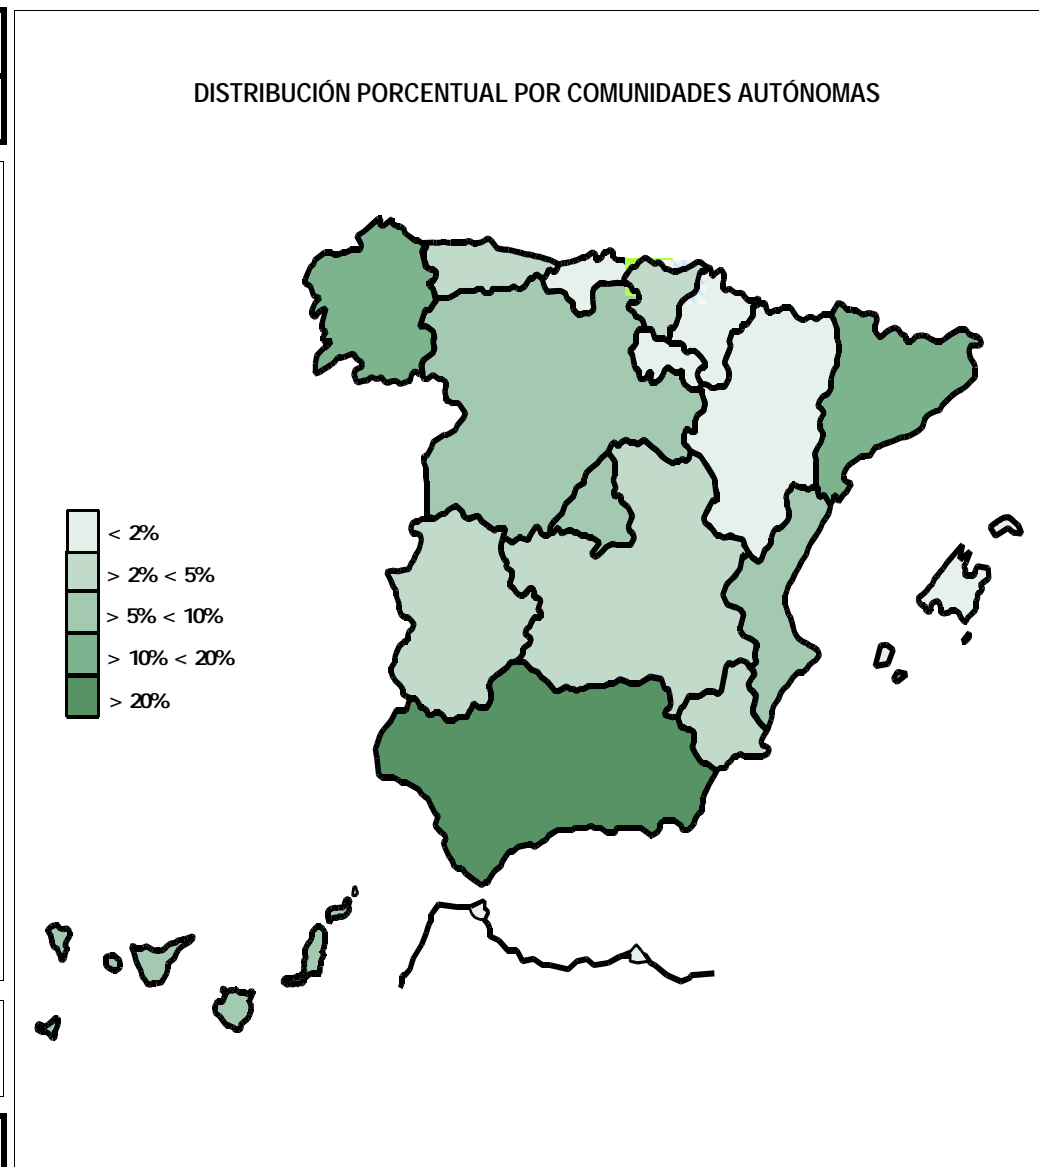 DISTRIBUCIÓN PORCENTUAL POR COMUNIDADES AUTÓNOMAS
< 2%
> 2% < 5%
> 5% < 10%
> 10% < 20%
> 20%